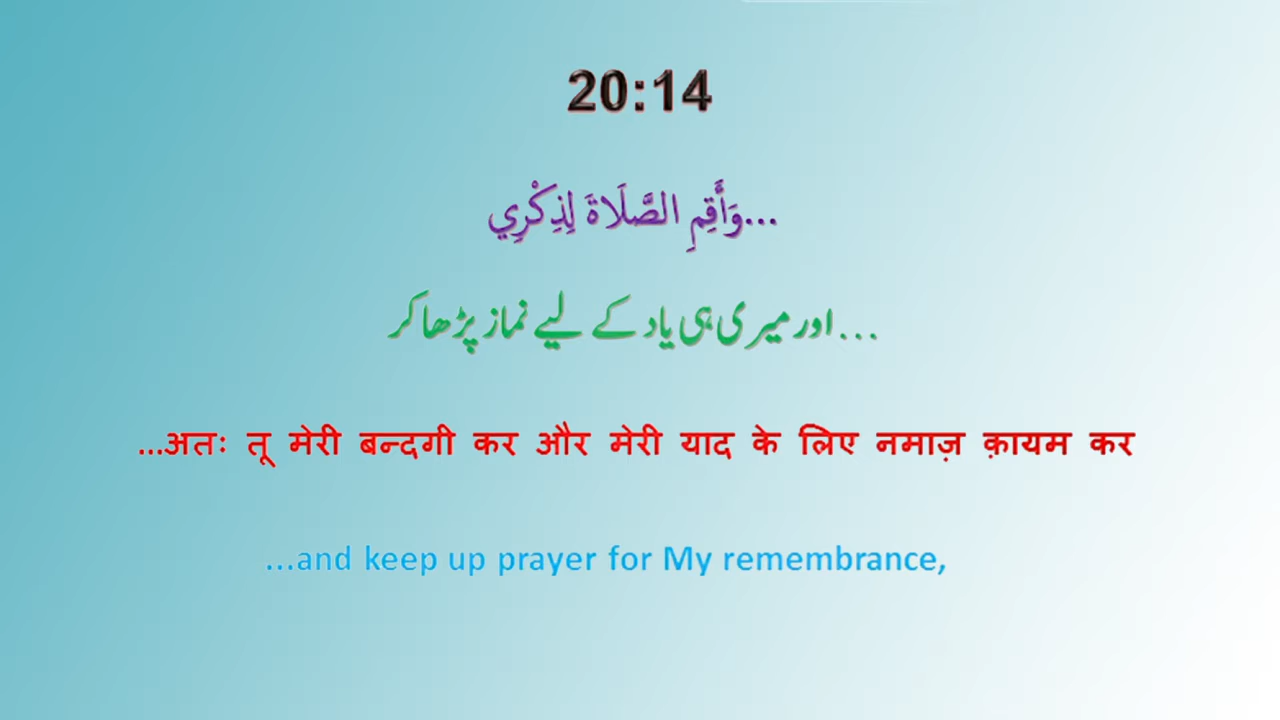 20:14
...وَأَقِمِ الصَّلَاةَ لِذِكْرِي
...اور میری ہی یاد کے لیے نماز پڑھا کر
...अतः तू मेरी बन्दगी कर और मेरी याद के लिए नमाज़ क़ायम कर
...and keep up prayer for My remembrance,